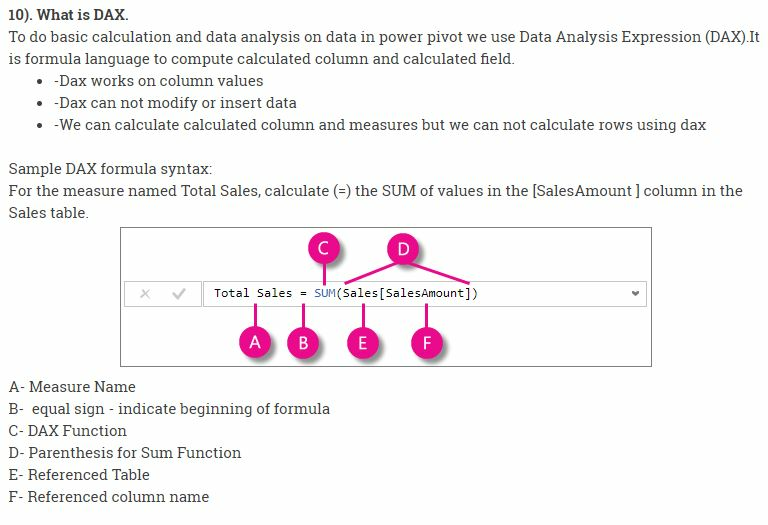 10). What is DAX.
To do basic calculation and data analysis on data in power pivot we use Data Analysis Expression (DAX).It
is formula language to compute calculated column and calculated field.
• -Dax works on column values
• -Dax can not modify or insert data
• -We can calculate calculated column and measures but we can not calculate rows using dax
Sample DAX formula syntax:
For the measure named Total Sales, calculate (=) the SUM of values in the [SalesAmount ] column in the
Sales table.
C D
Total Sales = SUM(Sales[SalesAmount])
A B E F
A- Measure Name
B- equal sign - indicate beginning of formula
C- DAX Function
D- Parenthesis for Sum Function
E- Referenced Table
F- Referenced column name